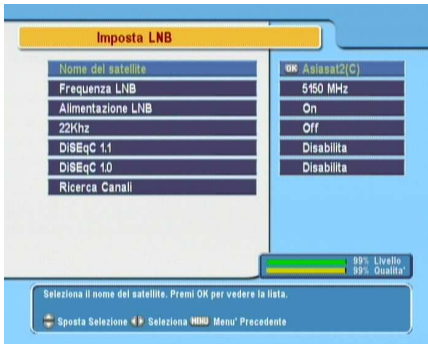 Imposta LNB
Nome del satellite OK Asiasat2(C)
Frequenza LNB 5150 MHz
Alimentazione LNB On
22Khz Off
DiSEqC 1.1 Disabilita
DiSEqC 1.0 Disabilita
Ricerca Canali
99% Livello
99% Qualita'
Seleziona il nome del satellite. Premi OK per vedere la lista.
Sposta Selezione Seleziona MENU Menu' Precedente